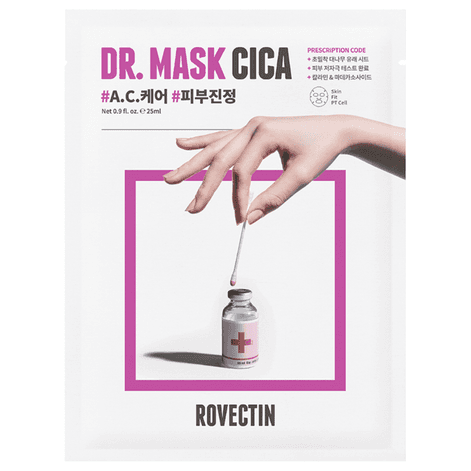 DR. MASK CICA
#A.C.케어 #피부진정
Net 0.9 fl. oz. ℮ 25ml
PRESCRIPTION CODE
+ 초밀착 대나무 유래 시트
+ 피부 저자극 테스트 완료
+ 칼라민 & 마데카소사이드
Skin
Fit
PT Cell
ROVECTIN